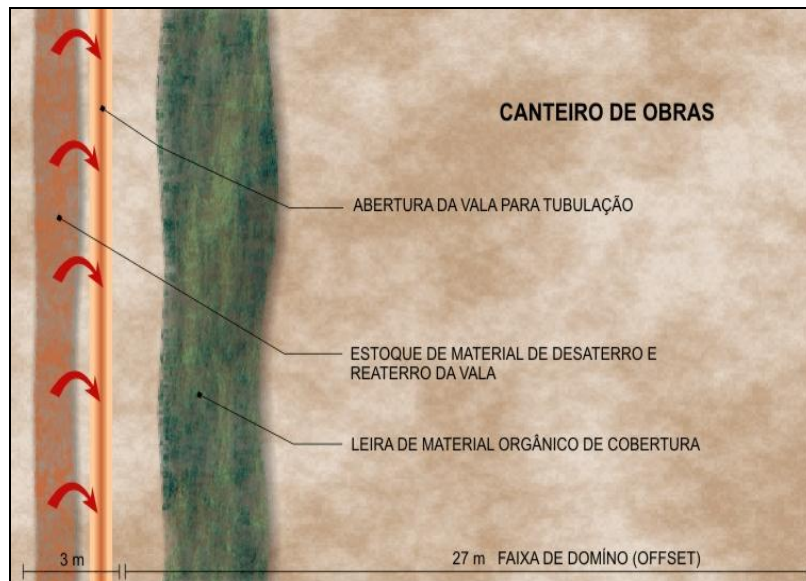 CANTEIRO DE OBRAS
ABERTURA DA VALA PARA TUBULAÇÃO
ESTOQUE DE MATERIAL DE DESATERRO E
REATERRO DA VALA
LEIRA DE MATERIAL ORGÂNICO DE COBERTURA
3 m
27 m FAIXA DE DOMÍNO (OFFSET)